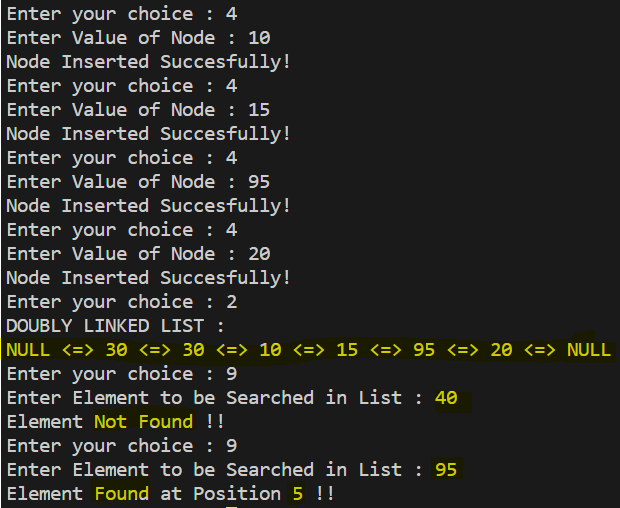 Enter your choice : 4
Enter Value of Node : 10
Node Inserted Succesfully!
Enter your choice : 4
Enter Value of Node : 15
Node Inserted Succesfully!
Enter your choice : 4
Enter Value of Node : 95
Node Inserted Succesfully!
Enter your choice : 4
Enter Value of Node : 20
Node Inserted Succesfully!
Enter your choice : 2
DOUBLY LINKED LIST :
NULL <=> 30 <=> 30 <=> 10 <=> 15 <=> 95 <=> 20 <=> NULL
Enter your choice : 9
Enter Element to be Searched in List : 40
Element Not Found !!
Enter your choice : 9
Enter Element to be Searched in List : 95
Element Found at Position 5 !!